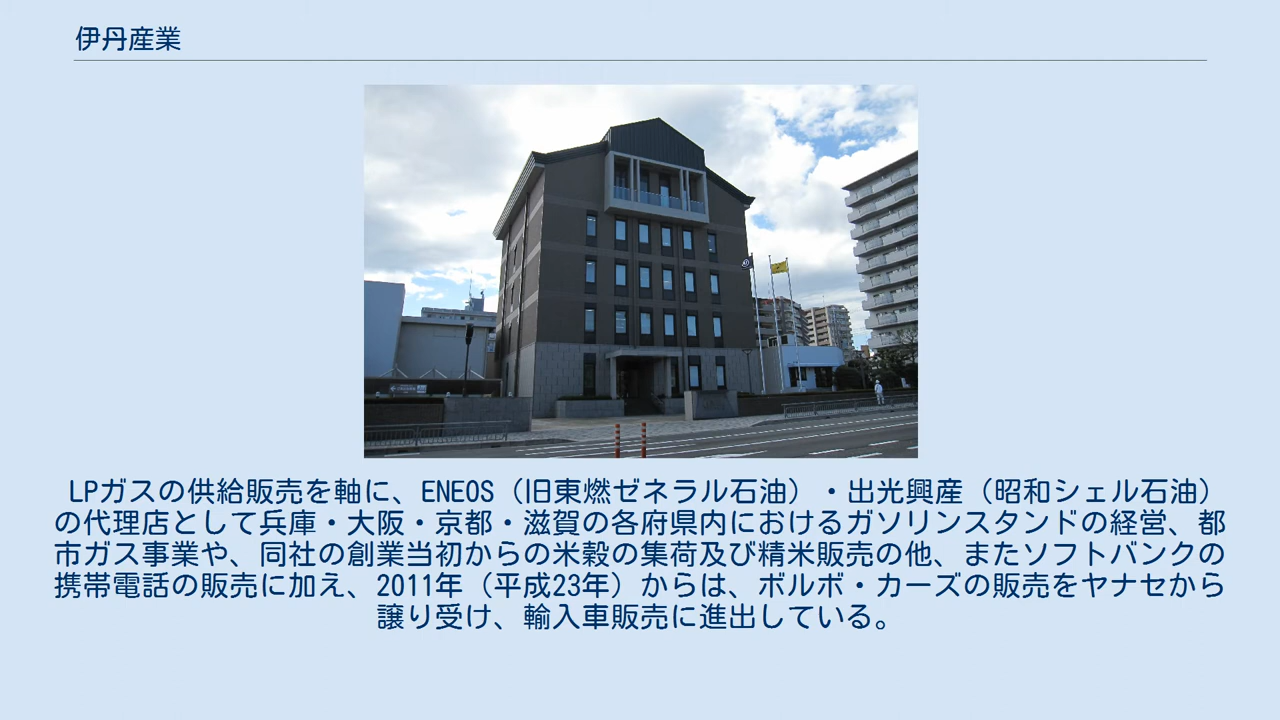 伊丹産業
LPガスの供給販売を軸に、ENEOS（旧東燃ゼネラル石油）・出光興産（昭和シェル石油）
の代理店として兵庫・大阪・京都・滋賀の各府県内におけるガソリンスタンドの経営、都
市ガス事業や、同社の創業当初からの米穀の集荷及び精米販売の他、またソフトバンクの
携帯電話の販売に加え、2011年（平成23年）からは、ボルボ・カーズの販売をヤナセから
譲り受け、輸入車販売に進出している。